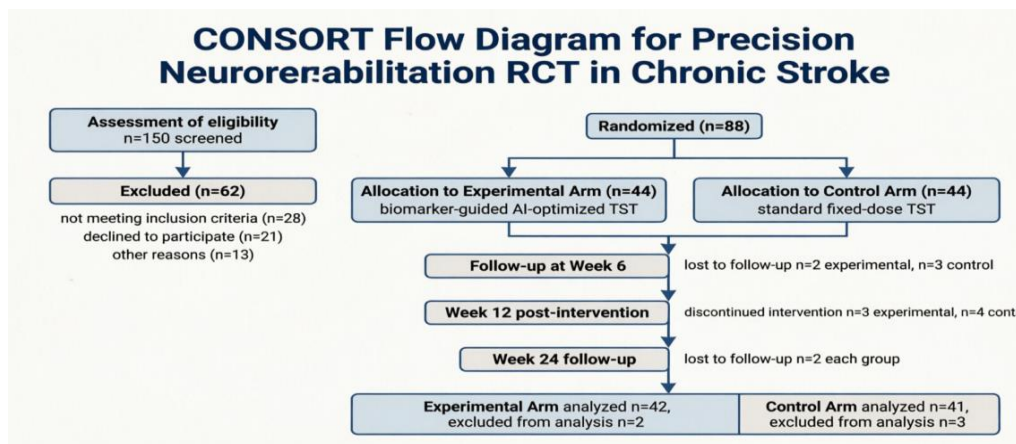 CONSORT Flow Diagram for Precision
Neurorenabilitation RCT in Chronic Stroke
Assessment of eligibility
n=150 screened
Excluded (n=62)
not meeting inclusion criteria (n=28)
declined to participate (n=21)
other reasons (n=13)
Randomized (n=88)
Allocation to Experimental Arm (n=44)
biomarker-guided AI-optimized TST
Allocation to Control Arm (n=44)
standard fixed-dose TST
Follow-up at Week 6
lost to follow-up n=2 experimental, n=3 control
Week 12 post-intervention
discontinued intervention n=3 experimental, n=4 cont
Week 24 follow-up
lost to follow-up n=2 each group
Experimental Arm analyzed n=42,
excluded from analysis n=2
Control Arm analyzed n=41,
excluded from analysis n=3